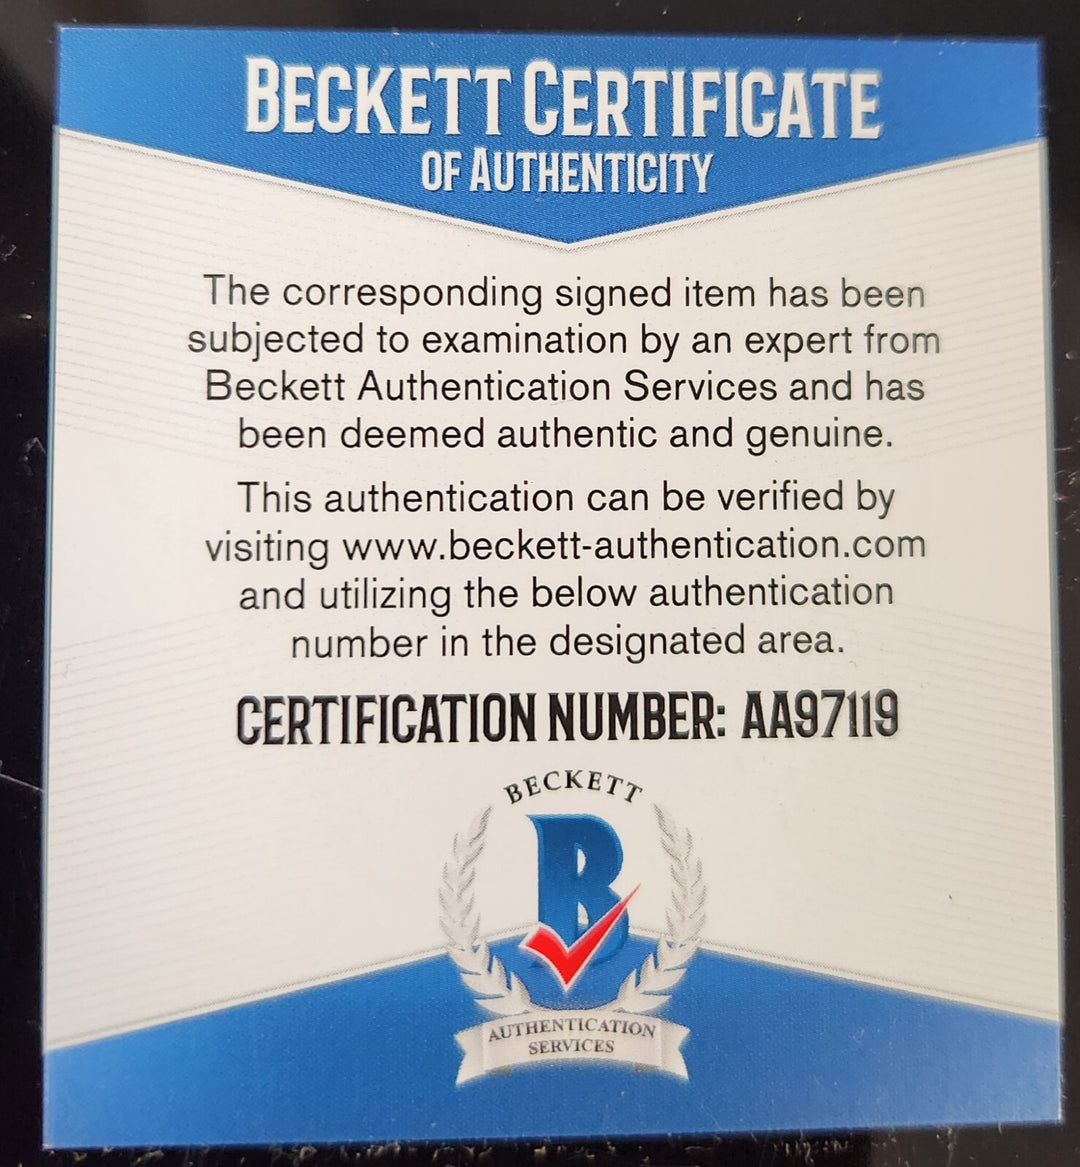 BECKETT CERTIFICATE
OF AUTHENTICITY
The corresponding signed item has been
subjected to examination by an expert from
Beckett Authentication Services and has
been deemed authentic and genuine.
This authentication can be verified by
visiting www.beckett-authentication.com
and utilizing the below authentication
number in the designated area.
CERTIFICATION NUMBER: AA97119
BECKETT
B
AUTHENTICATION
SERVICES